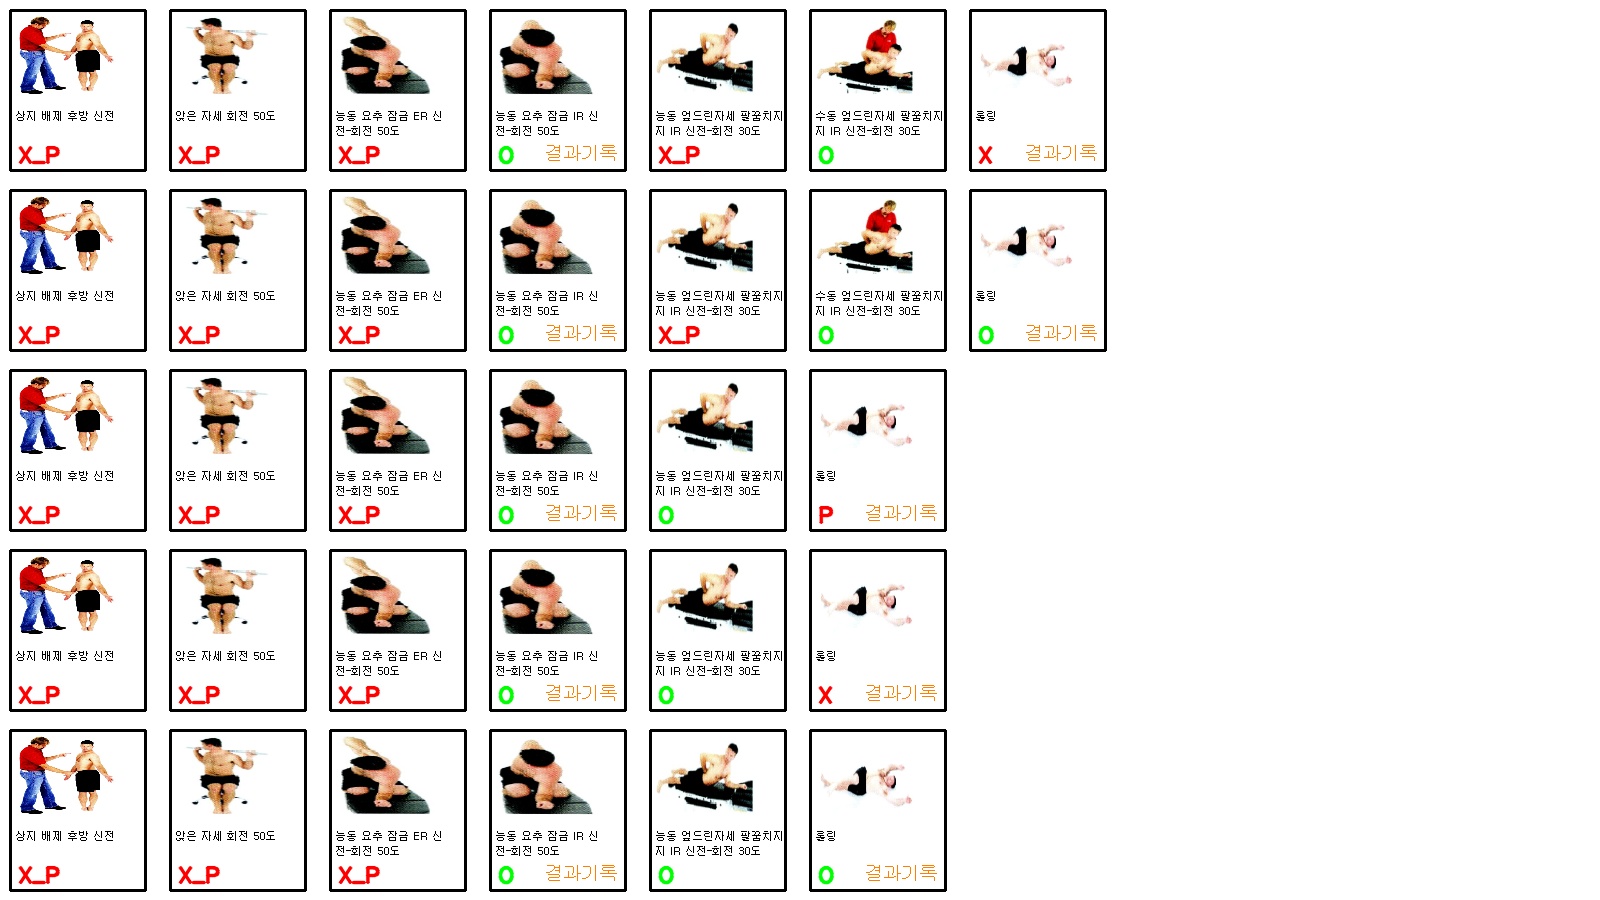 상지 배제 후방 신전
X_P
앉은 자세 회전 50도
X_P
능동 요추 잠금 ER 신
전-회전 50도
X_P
능동 요추 잠금 IR 신
전-회전 50도
O 결과기록
능동 엎드린자세 팔꿈치지
지 IR 신전-회전 30도
X_P
수동 엎드린자세 팔꿈치지
지 IR 신전-회전 30도
O
롤링
X 결과기록
상지 배제 후방 신전
X_P
앉은 자세 회전 50도
X_P
능동 요추 잠금 ER 신
전-회전 50도
X_P
능동 요추 잠금 IR 신
전-회전 50도
O 결과기록
능동 엎드린자세 팔꿈치지
지 IR 신전-회전 30도
X_P
수동 엎드린자세 팔꿈치지
지 IR 신전-회전 30도
O
롤링
O 결과기록
상지 배제 후방 신전
X_P
앉은 자세 회전 50도
X_P
능동 요추 잠금 ER 신
전-회전 50도
X_P
능동 요추 잠금 IR 신
전-회전 50도
O 결과기록
능동 엎드린자세 팔꿈치지
지 IR 신전-회전 30도
O
롤링
P 결과기록
상지 배제 후방 신전
X_P
앉은 자세 회전 50도
X_P
능동 요추 잠금 ER 신
전-회전 50도
X_P
능동 요추 잠금 IR 신
전-회전 50도
O 결과기록
능동 엎드린자세 팔꿈치지
지 IR 신전-회전 30도
O
롤링
X 결과기록
상지 배제 후방 신전
X_P
앉은 자세 회전 50도
X_P
능동 요추 잠금 ER 신
전-회전 50도
X_P
능동 요추 잠금 IR 신
전-회전 50도
O 결과기록
능동 엎드린자세 팔꿈치지
지 IR 신전-회전 30도
O
롤링
O 결과기록